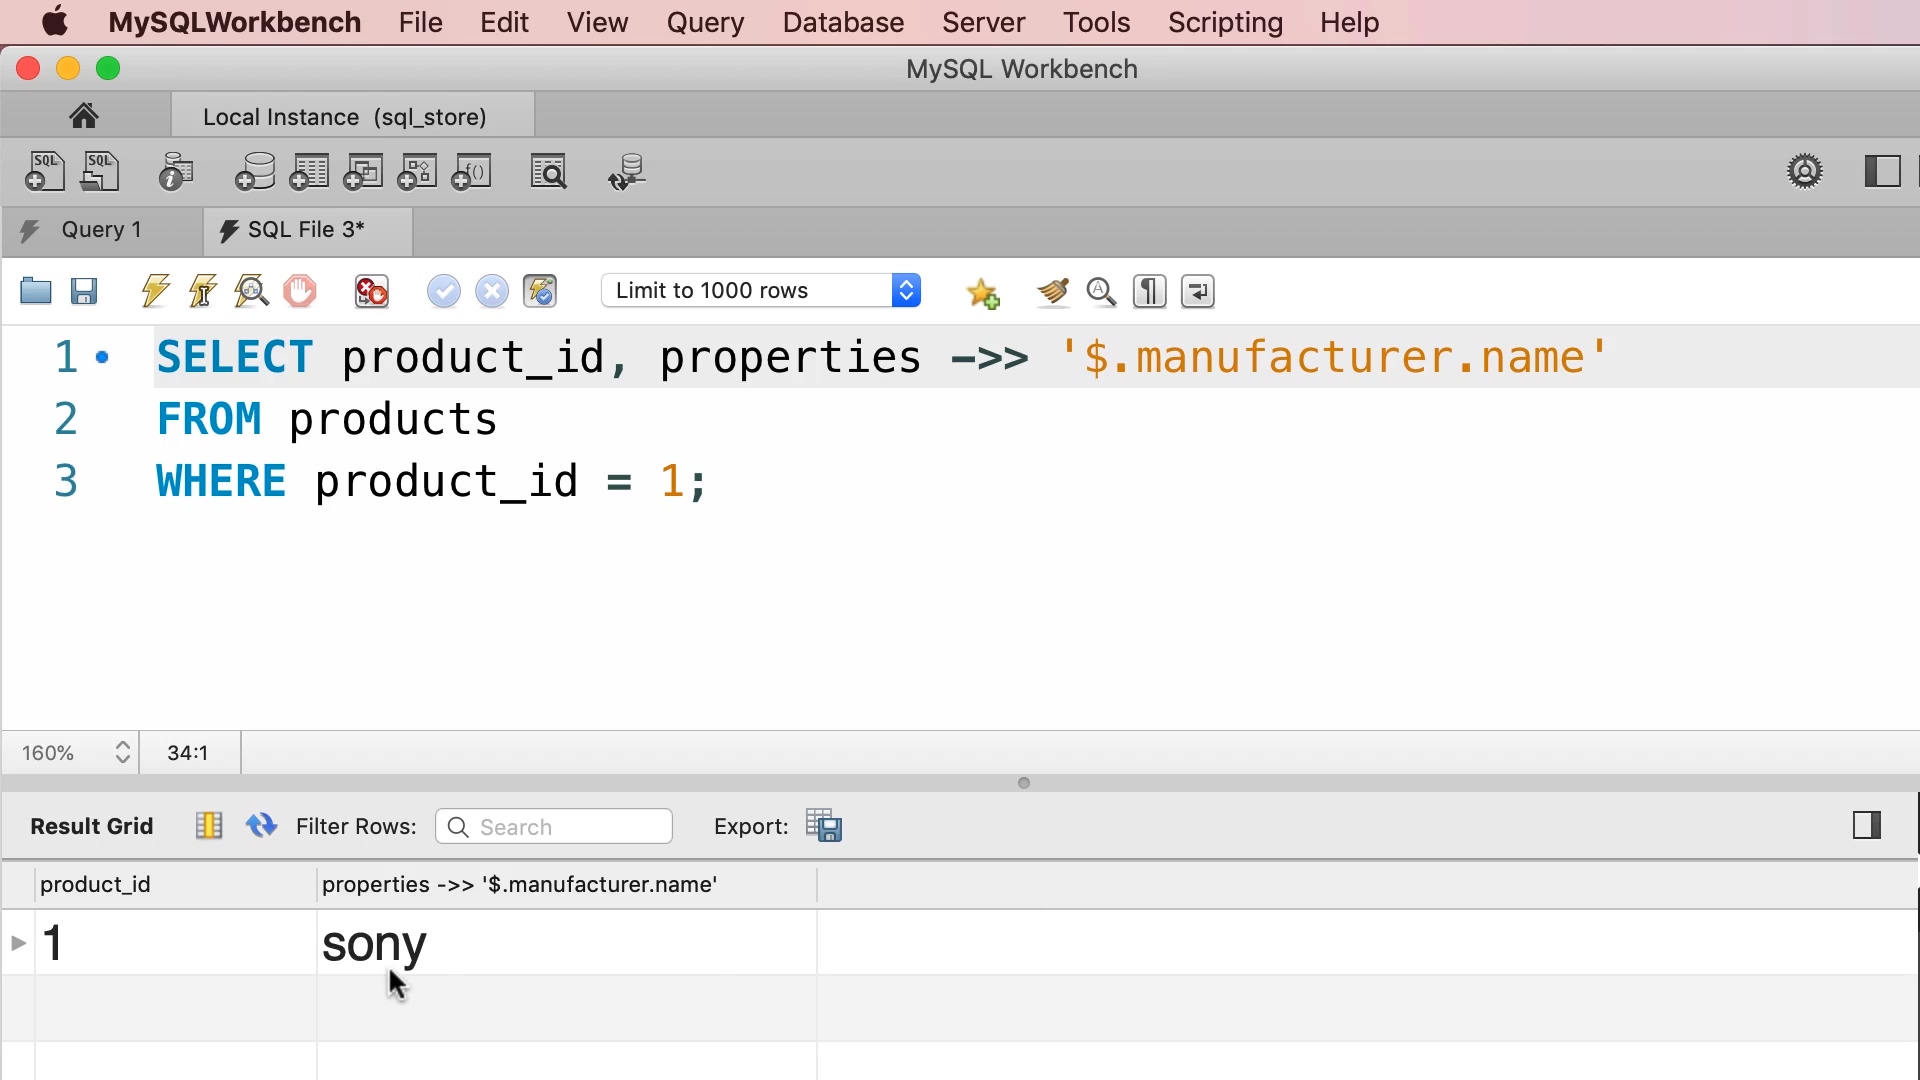 MySQLWorkbench File Edit View Query Database Server Tools Scripting Help
MySQL Workbench
Local Instance (sql_store)
SQL SQL
Query 1 SQL File 3*
Limit to 1000 rows
1 SELECT product_id, properties ->> '$.manufacturer.name'
2 FROM products
3 WHERE product_id = 1;
160% 34:1
Result Grid Filter Rows: Search Export:
product_id properties ->> '$.manufacturer.name'
1 sony